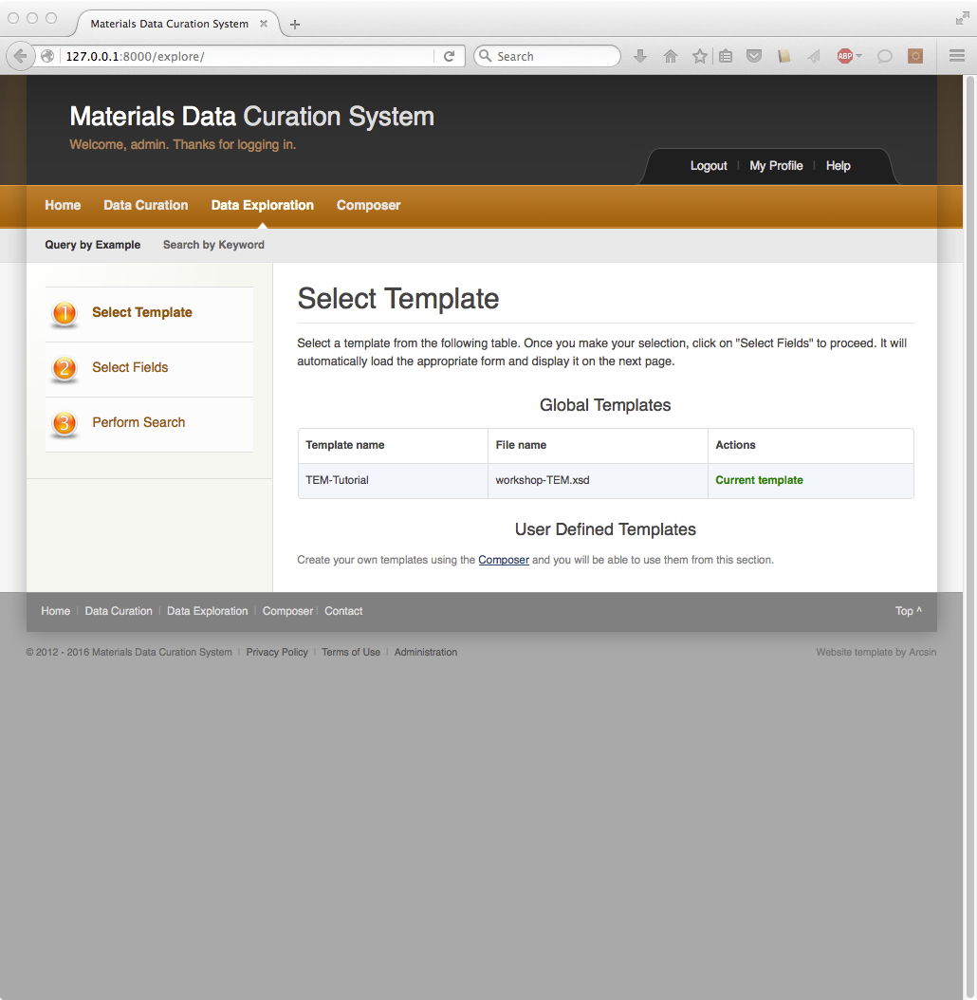 Materials Data Curation System
127.0.0.1:8000/explore/
Search
ABP
Materials Data Curation System
Welcome, admin. Thanks for logging in.
Logout | My Profile | Help
Home Data Curation Data Exploration Composer
Query by Example Search by Keyword
1 Select Template
2 Select Fields
3 Perform Search
Select Template
Select a template from the following table. Once you make your selection, click on "Select Fields" to proceed. It will
automatically load the appropriate form and display it on the next page.
Global Templates
Template name File name Actions
TEM-Tutorial workshop-TEM.xsd Current template
User Defined Templates
Create your own templates using the Composer and you will be able to use them from this section.
Home | Data Curation | Data Exploration | Composer | Contact Top ^
© 2012 - 2016 Materials Data Curation System | Privacy Policy | Terms of Use | Administration Website template by Arcsin